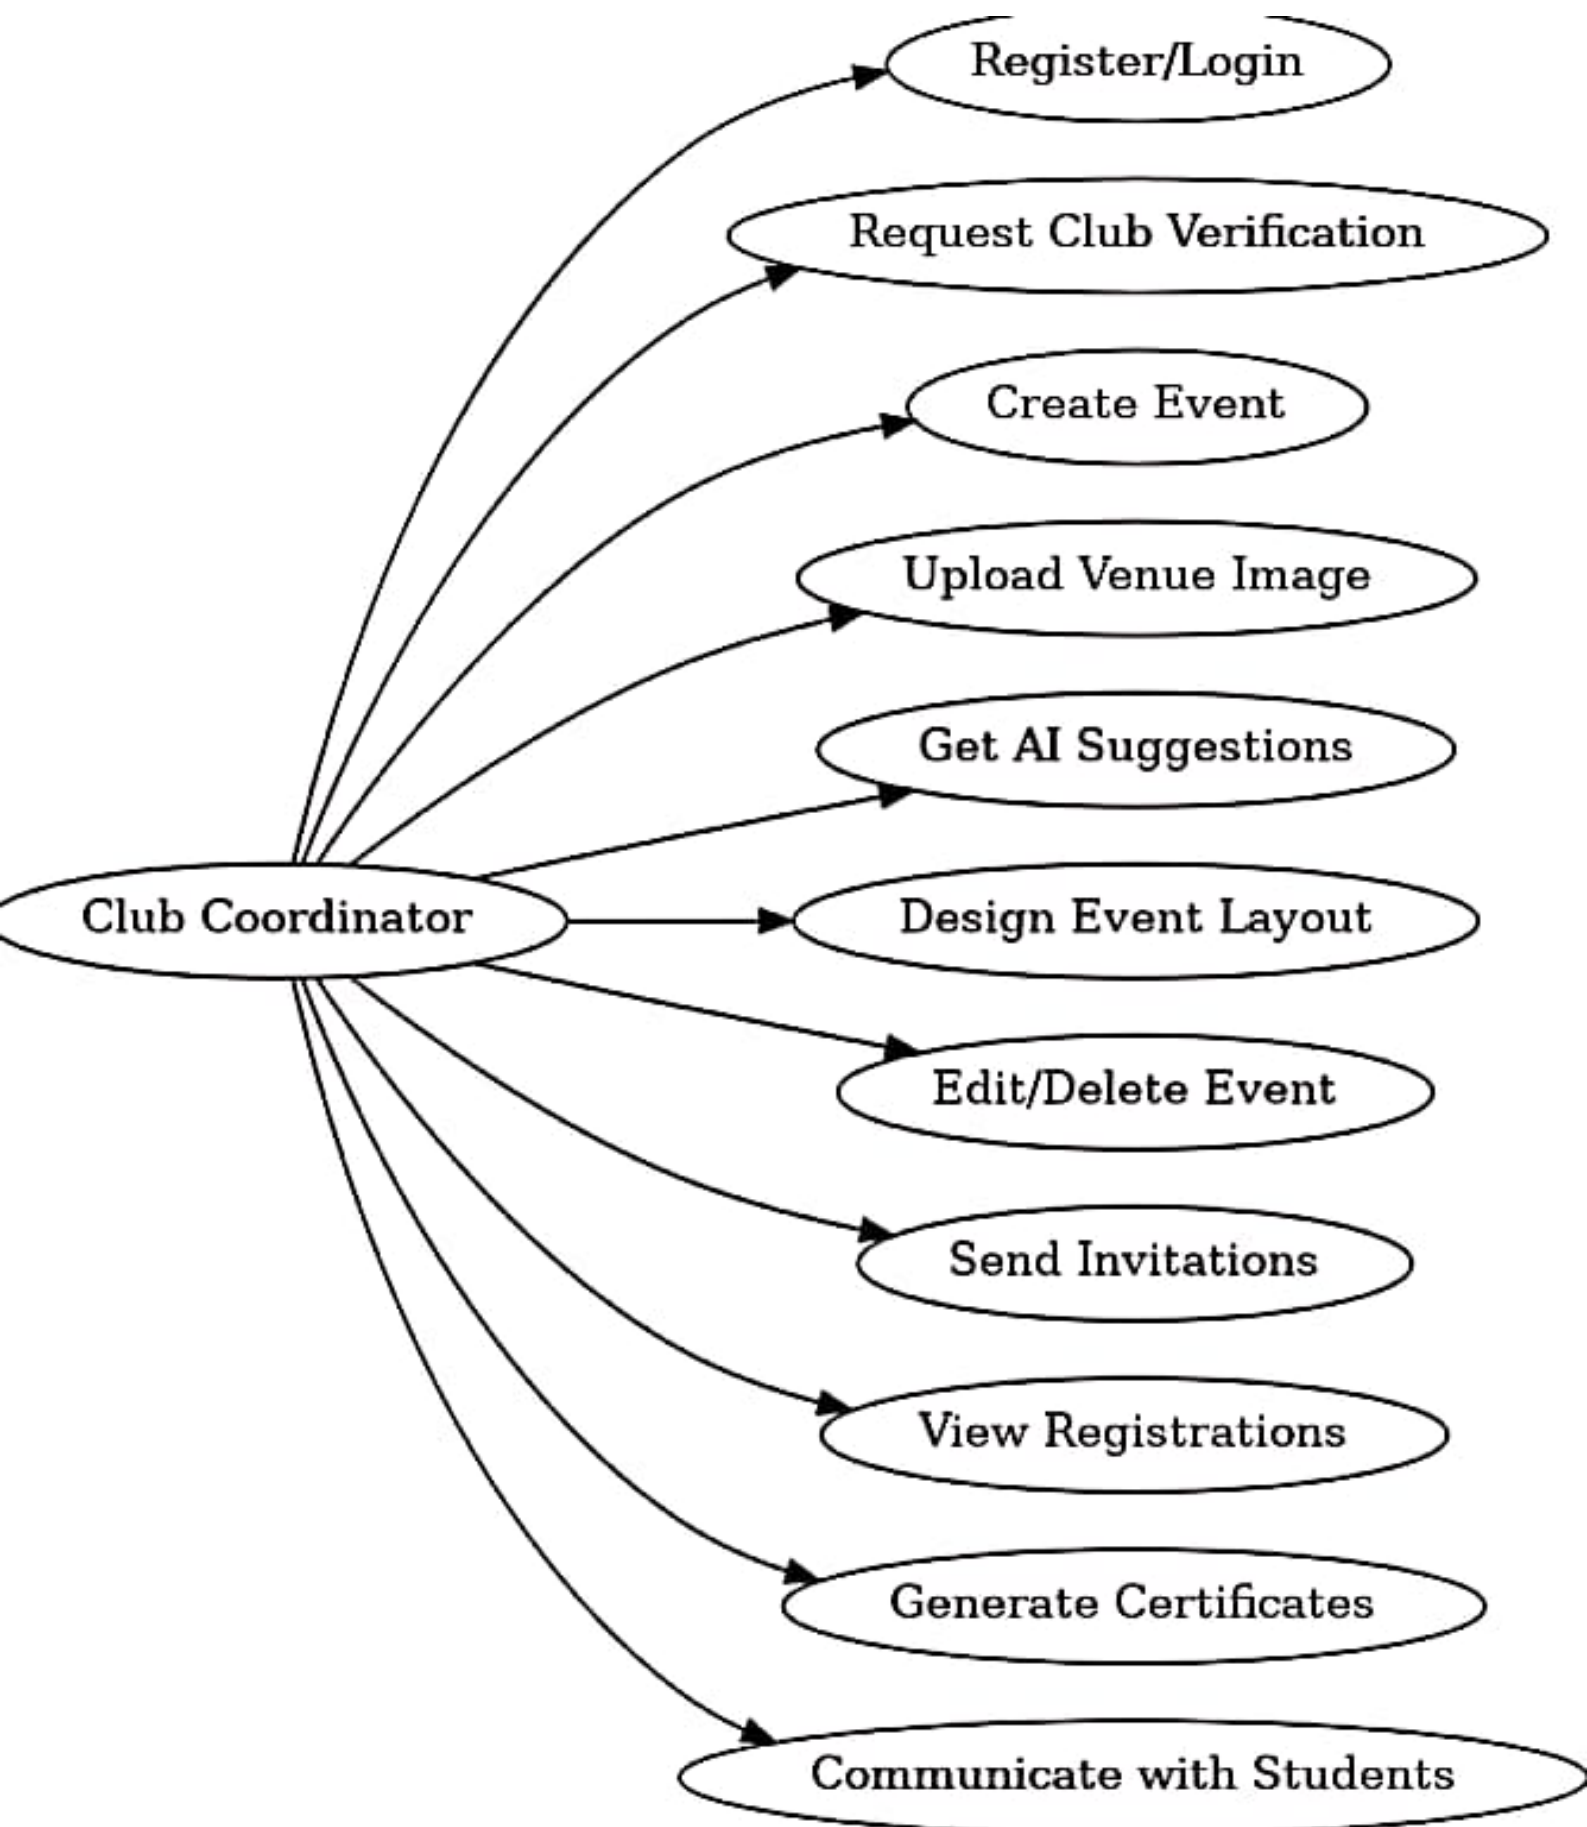 Register/Login
Request Club Verification
Create Event
Upload Venue Image
Get AI Suggestions
Club Coordinator
Design Event Layout
Edit/Delete Event
Send Invitations
View Registrations
Generate Certificates
Communicate with Students